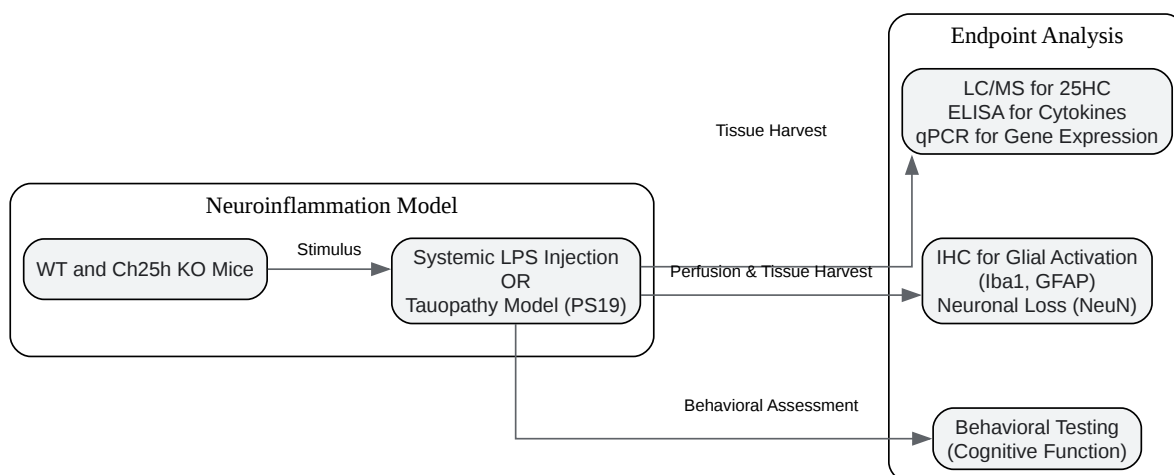 Endpoint Analysis
LC/MS for 25HC
ELISA for Cytokines
qPCR for Gene Expression
Tissue Harvest
Neuroinflammation Model
WT and Ch25h KO Mice
Stimulus
Systemic LPS Injection
OR
Tauopathy Model (PS19)
Perfusion & Tissue Harvest
IHC for Glial Activation
(Iba1, GFAP)
Neuronal Loss (NeuN)
Behavioral Assessment
Behavioral Testing
(Cognitive Function)